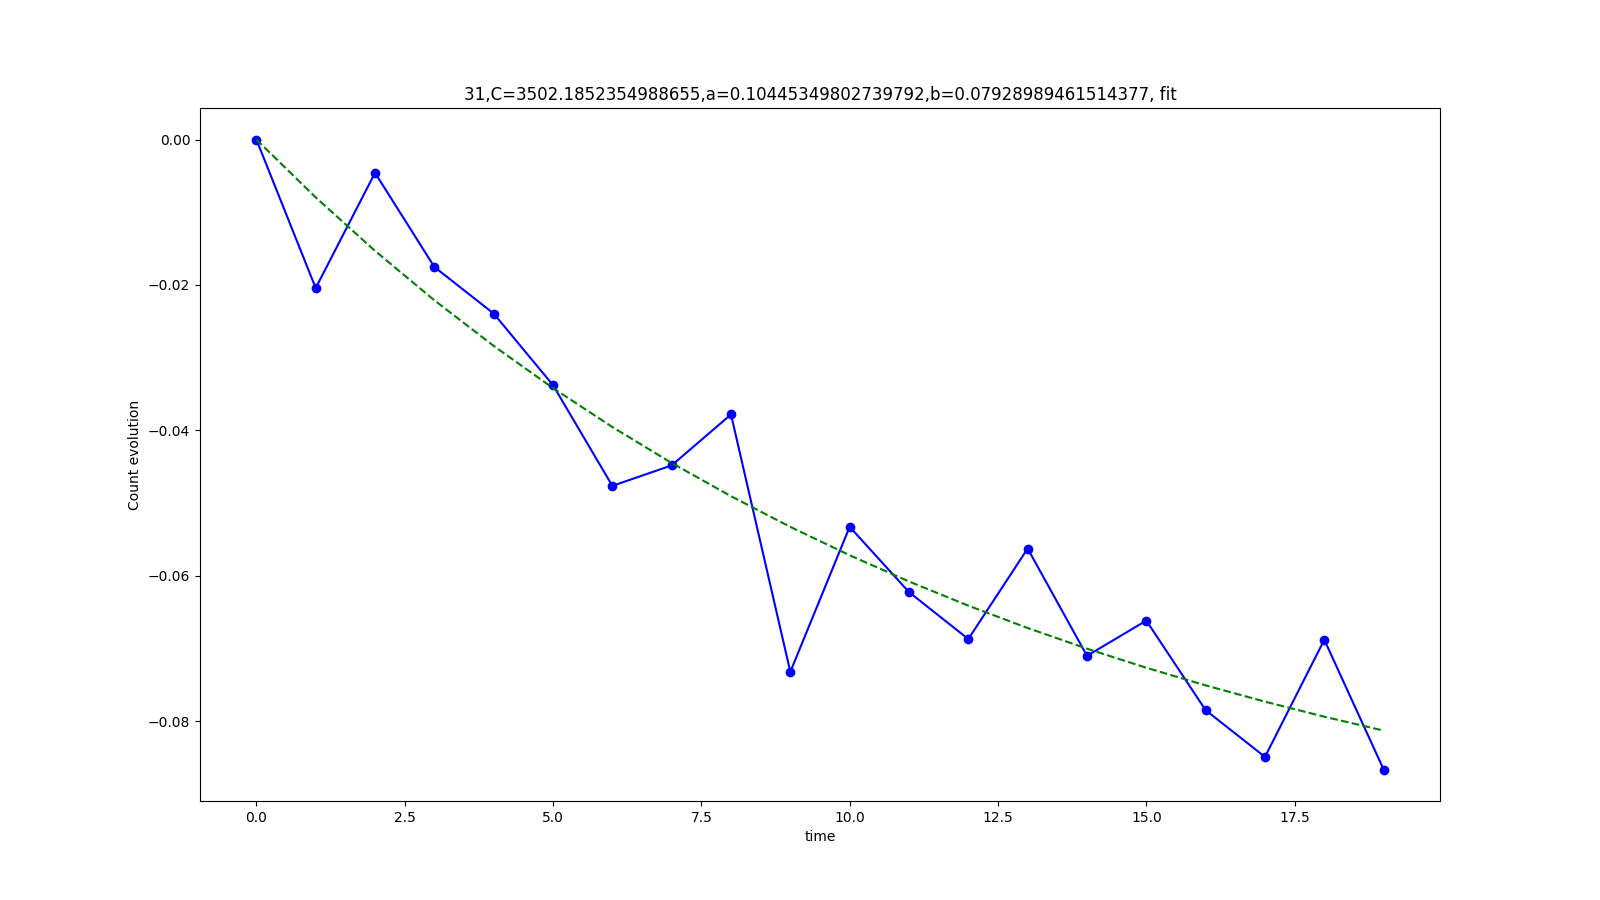 31,C=3502.1852354988655,a=0.10445349802739792,b=0.07928989461514377, fit
0.00
−0.02
−0.04
−0.06
−0.08
Count evolution
0.0 2.5 5.0 7.5 10.0 12.5 15.0 17.5
time